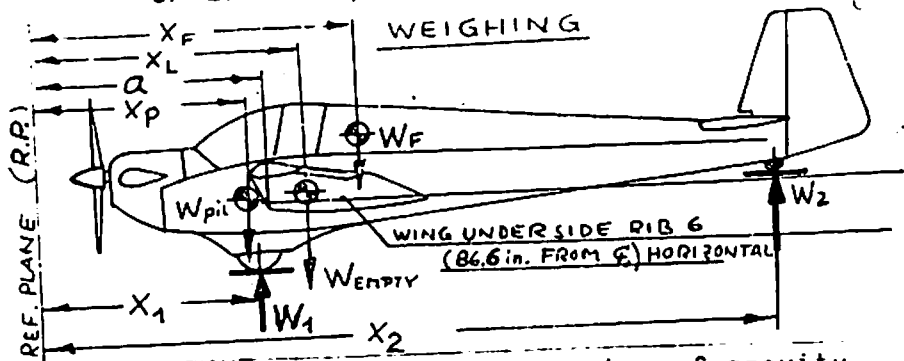 WEIGHING
X_F
X_L
a
X_P
REF. PLANE (R.P.)
W_F
W_pil
W_2
WING UNDERSIDE RIB 6
(86.6 in. FROM ℄) HORIZONTAL
W_EMPTY
X_1
W_1
X_2